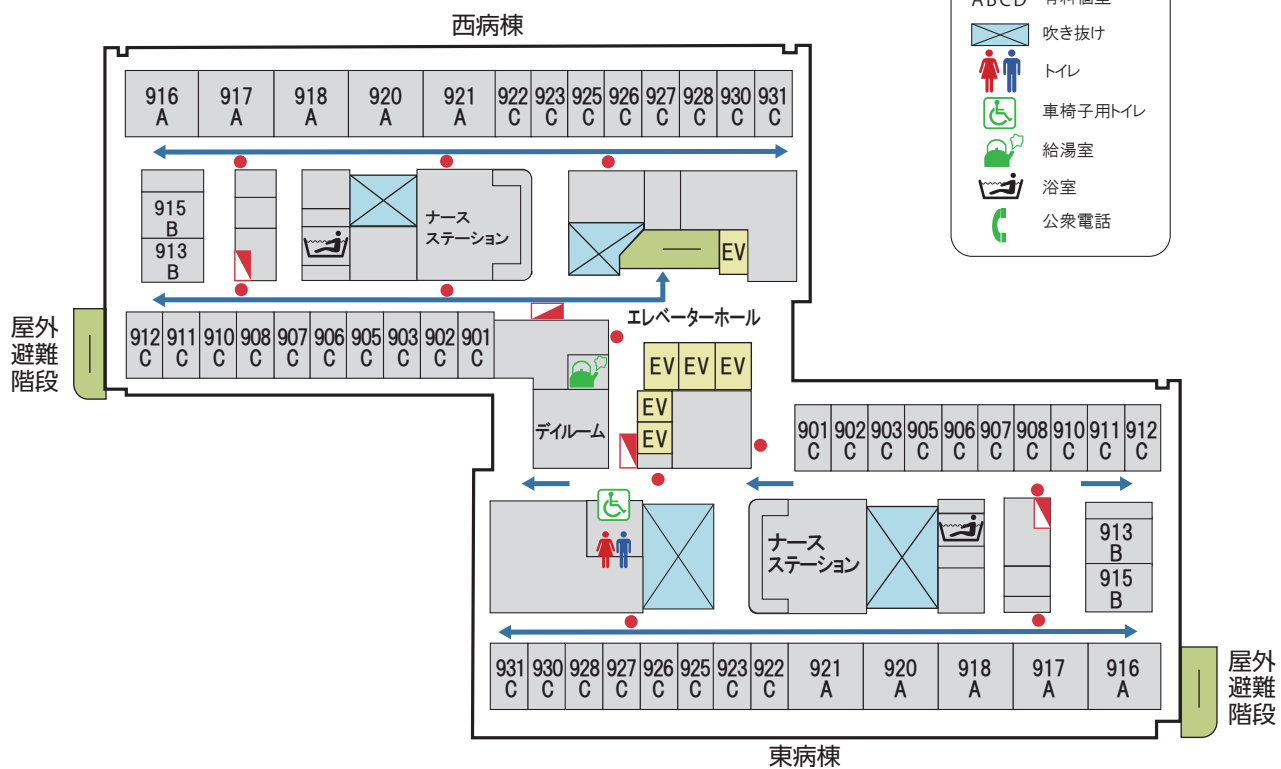 西病棟
916
A
917
A
918
A
920
A
921
A
922
C
923
C
925
C
926
C
927
C
928
C
930
C
931
C
915
B
913
B
ナース
ステーション
EV
エレベーターホール
屋外
避難
階段
912
C
911
C
910
C
908
C
907
C
906
C
905
C
903
C
902
C
901
C
EV
EV
EV
EV
EV
デイルーム
901
C
902
C
903
C
905
C
906
C
907
C
908
C
910
C
911
C
912
C
ナース
ステーション
913
B
915
B
931
C
930
C
928
C
927
C
926
C
925
C
923
C
922
C
921
A
920
A
918
A
917
A
916
A
屋外
避難
階段
東病棟
吹き抜け
トイレ
車椅子用トイレ
給湯室
浴室
公衆電話